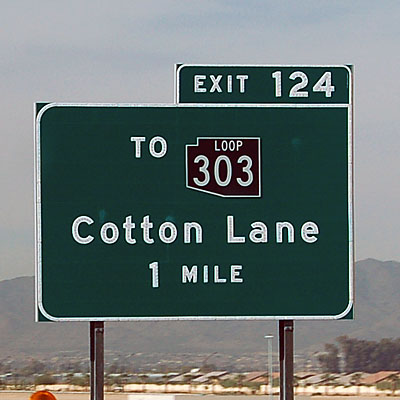 EXIT 124
TO LOOP 303
Cotton Lane
1 MILE